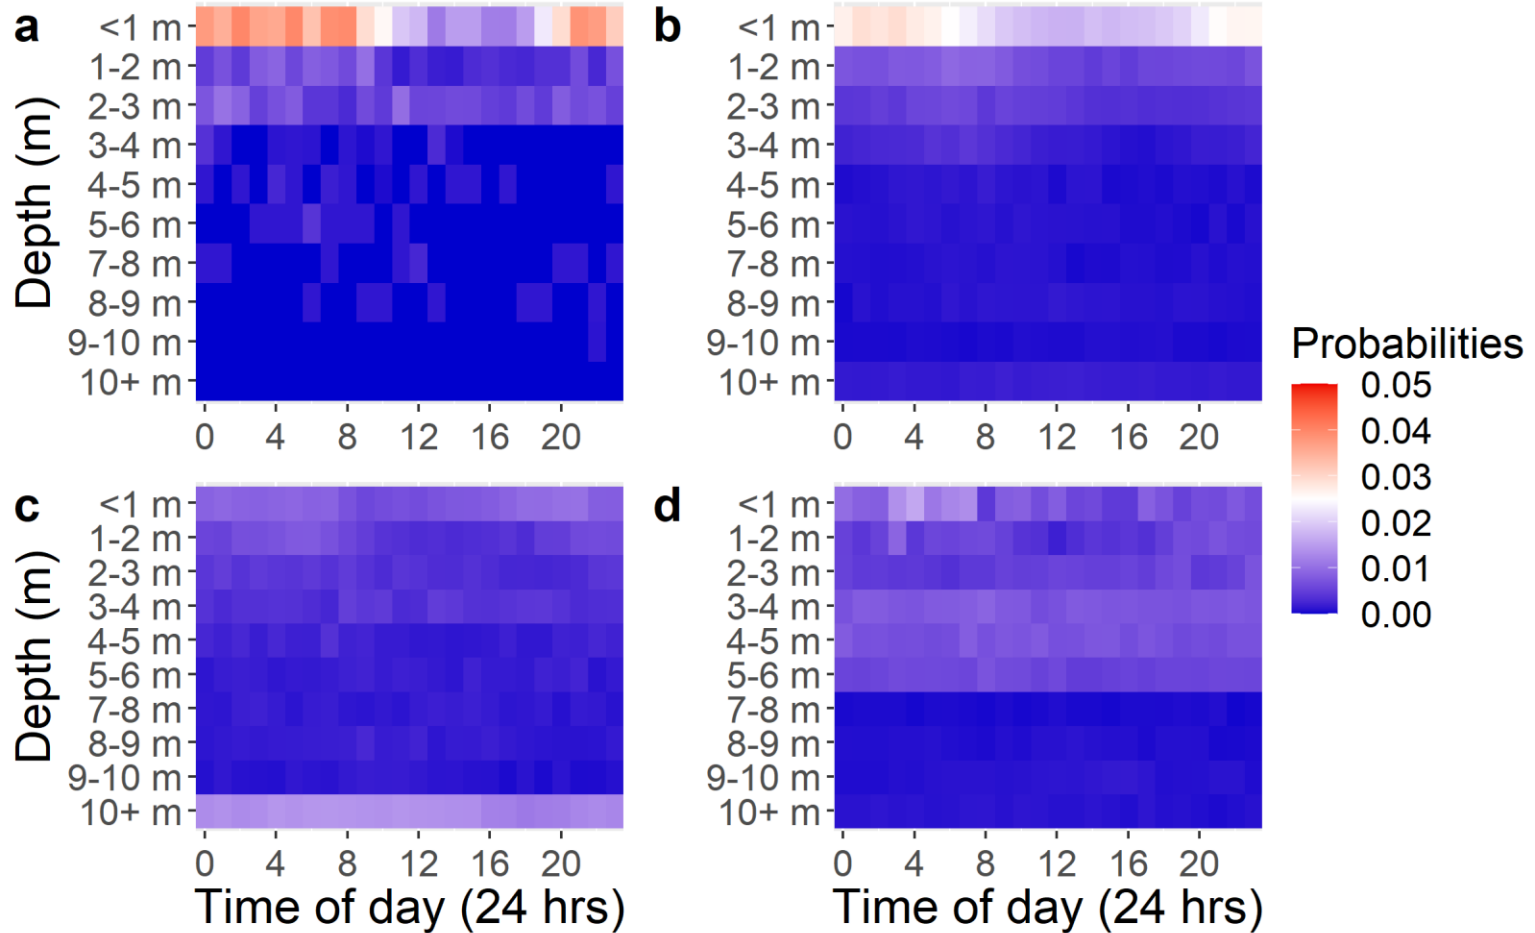 a
Depth (m)
<1 m
1-2 m
2-3 m
3-4 m
4-5 m
5-6 m
7-8 m
8-9 m
9-10 m
10+ m
0 4 8 12 16 20
b
<1 m
1-2 m
2-3 m
3-4 m
4-5 m
5-6 m
7-8 m
8-9 m
9-10 m
10+ m
0 4 8 12 16 20
c
Depth (m)
<1 m
1-2 m
2-3 m
3-4 m
4-5 m
5-6 m
7-8 m
8-9 m
9-10 m
10+ m
0 4 8 12 16 20
Time of day (24 hrs)
d
<1 m
1-2 m
2-3 m
3-4 m
4-5 m
5-6 m
7-8 m
8-9 m
9-10 m
10+ m
0 4 8 12 16 20
Time of day (24 hrs)
Probabilities
0.05
0.04
0.03
0.02
0.01
0.00